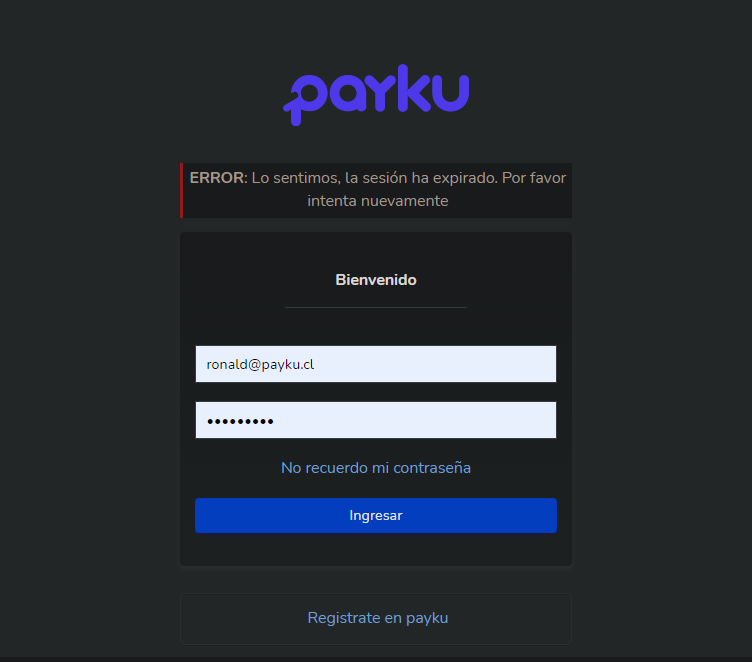 payku
ERROR: Lo sentimos, la sesión ha expirado. Por favor
intenta nuevamente
Bienvenido
ronald@payku.cl
•••••••••
No recuerdo mi contraseña
Ingresar
Registrate en payku